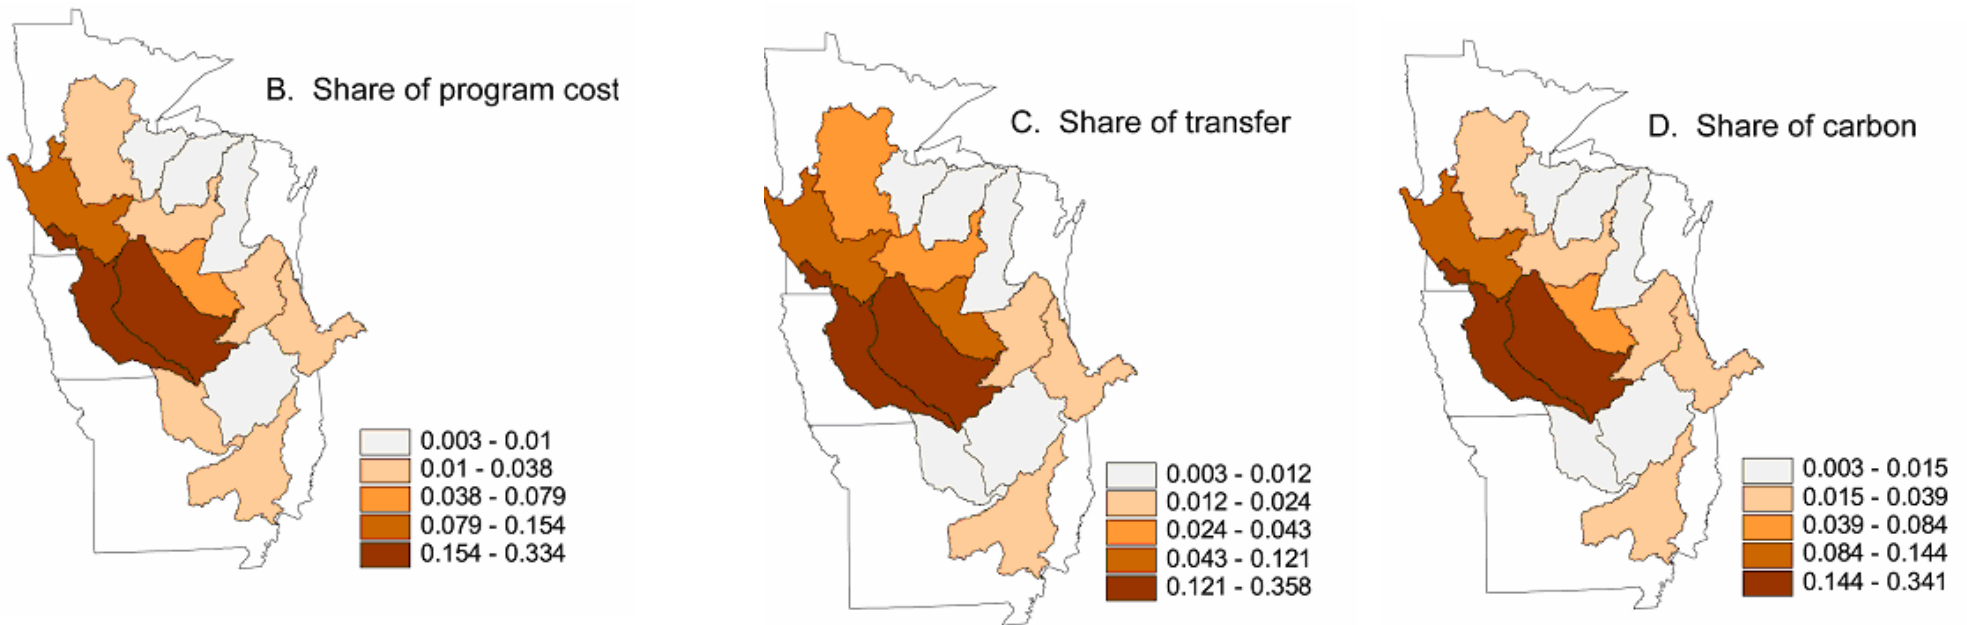 B. Share of program cost
0.003 - 0.01
0.01 - 0.038
0.038 - 0.079
0.079 - 0.154
0.154 - 0.334
C. Share of transfer
0.003 - 0.012
0.012 - 0.024
0.024 - 0.043
0.043 - 0.121
0.121 - 0.358
D. Share of carbon
0.003 - 0.015
0.015 - 0.039
0.039 - 0.084
0.084 - 0.144
0.144 - 0.341